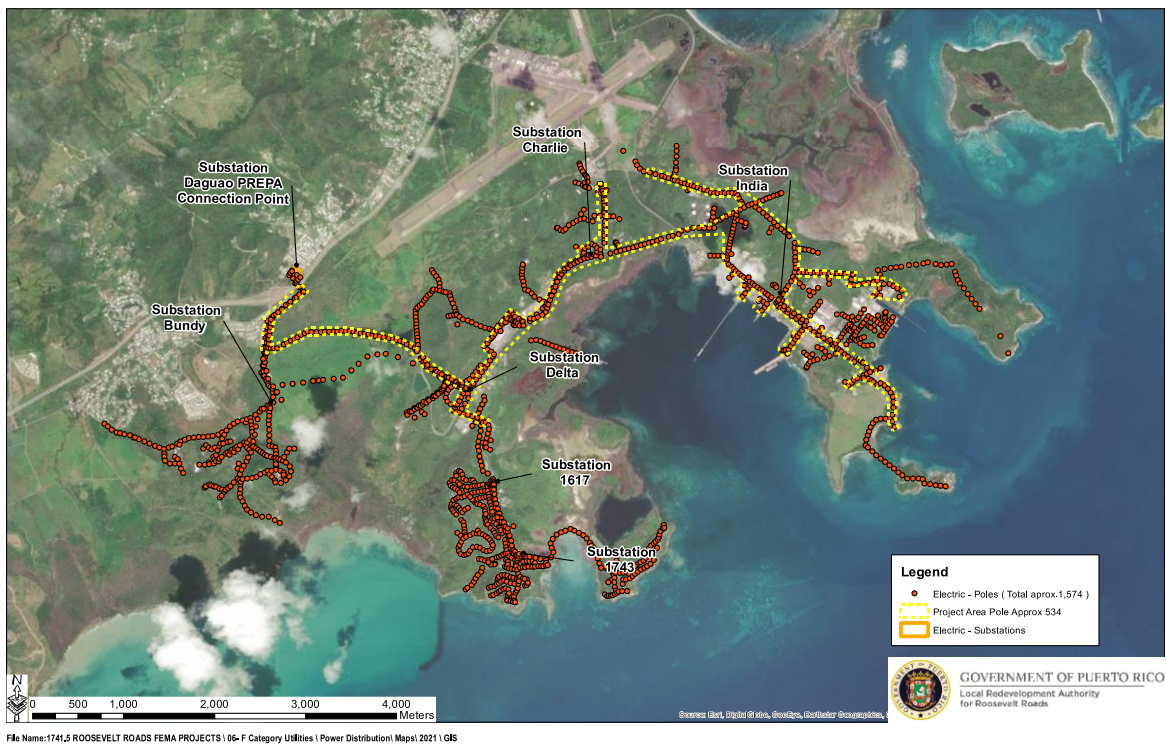 Substation
Charlie
Substation
Daguao PREPA
Connection Point
Substation
India
Substation
Bundy
Substation
Delta
Substation
1617
Substation
1743
Legend
Electric - Poles ( Total aprox.1,574 )
Project Area Pole Approx 534
Electric - Substations
N
0 500 1,000 2,000 3,000 4,000
Meters
Source: Esri, Digital Globe, GeoEye, Earthstar Geographics,
GOVERNMENT OF PUERTO RICO
Local Redevelopment Authority
for Roosevelt Roads
File Name:1741.5 ROOSEVELT ROADS FEMA PROJECTS \ 06- F Category Utilities \ Power Distribution\ Maps\ 2021 \ GIS